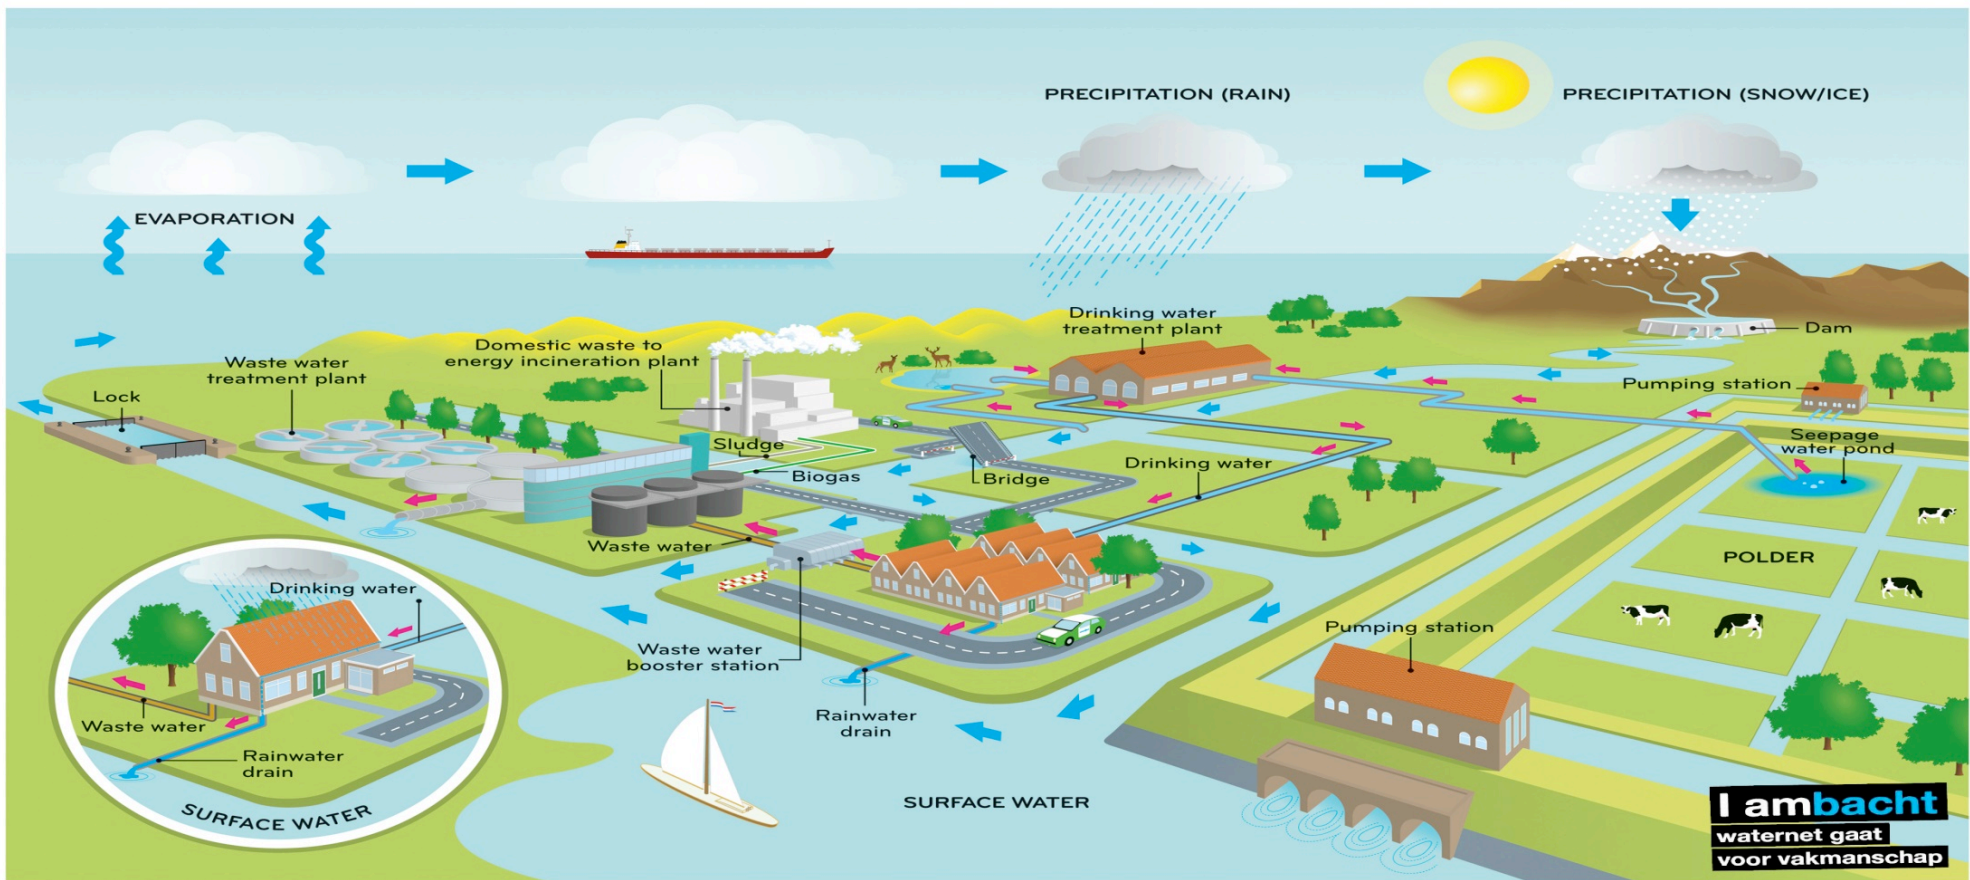 PRECIPITATION (RAIN)
PRECIPITATION (SNOW/ICE)
EVAPORATION
Drinking water
treatment plant
Dam
Domestic waste to
energy incineration plant
Waste water
treatment plant
Lock
Pumping station
Seepage
water pond
Sludge
Biogas
Bridge
Drinking water
Waste water
POLDER
Drinking water
Waste water
booster station
Pumping station
Waste water
Rainwater
drain
Rainwater
drain
SURFACE WATER
SURFACE WATER
I ambacht
waternet gaat
voor vakmanschap